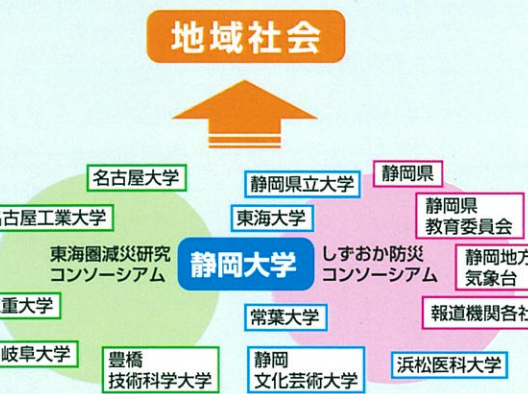 地域社会
名古屋大学
静岡県立大学
静岡県
古屋工業大学
東海大学
静岡県
教育委員会
東海圏減災研究
コンソーシアム
静岡大学
しずおか防災
コンソーシアム
静岡地方
気象台
重大学
常葉大学
報道機関各社
岐阜大学
豊橋
技術科学大学
静岡
文化芸術大学
浜松医科大学